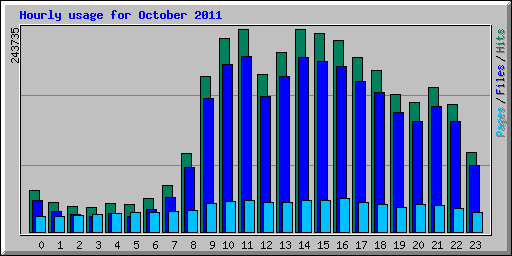 Hourly usage for October 2011
243735
Pages / Files / Hits
0 1 2 3 4 5 6 7 8 9 10 11 12 13 14 15 16 17 18 19 20 21 22 23